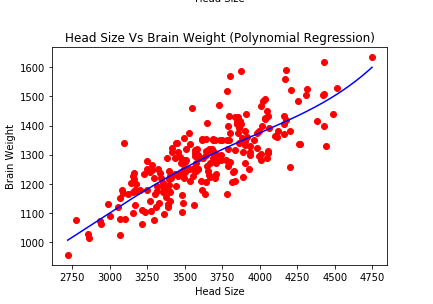 Head Size
Head Size Vs Brain Weight (Polynomial Regression)
1600
1500
1400
1300
1200
1100
1000
Brain Weight
2750 3000 3250 3500 3750 4000 4250 4500 4750
Head Size